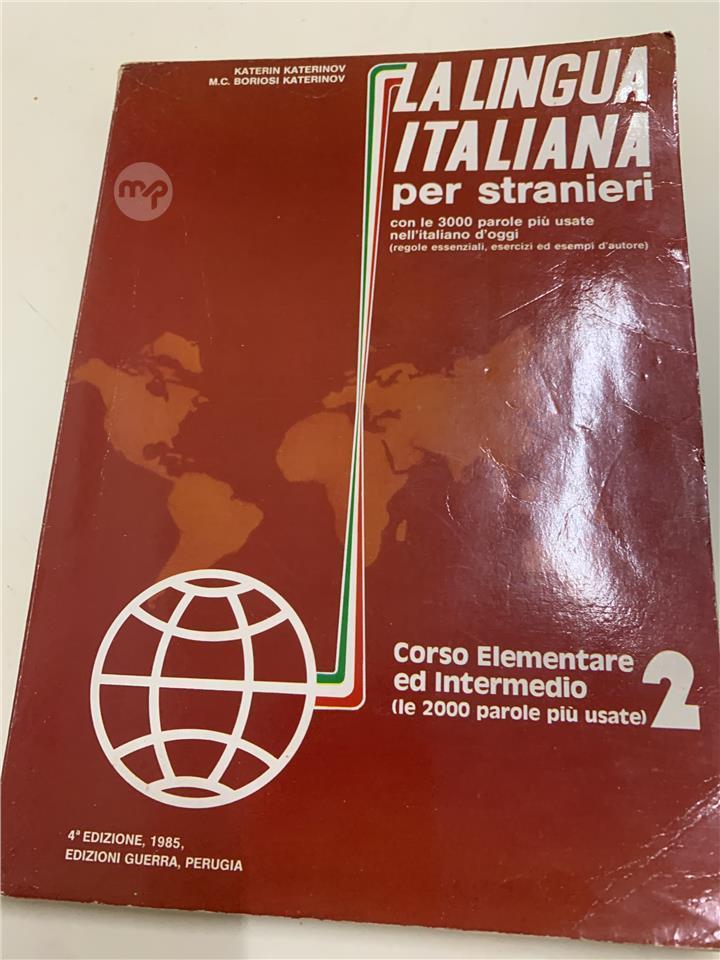 KATERIN KATERINOV
M.C. BORIOSI KATERINOV
LA LINGUA
ITALIANA
per stranieri
con le 3000 parole più usate
nell'italiano d'oggi
(regole essenziali, esercizi ed esempi d'autore)
mp
Corso Elementare
ed Intermedio
(le 2000 parole più usate)
2
4ª EDIZIONE, 1985,
EDIZIONI GUERRA, PERUGIA